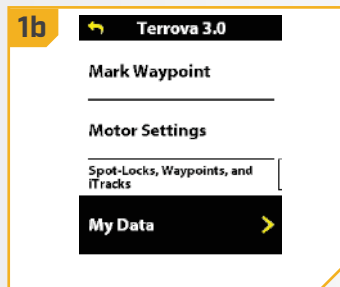 1b
Terrova 3.0
Mark Waypoint
Motor Settings
Spot-Locks, Waypoints, and
iTracks
My Data